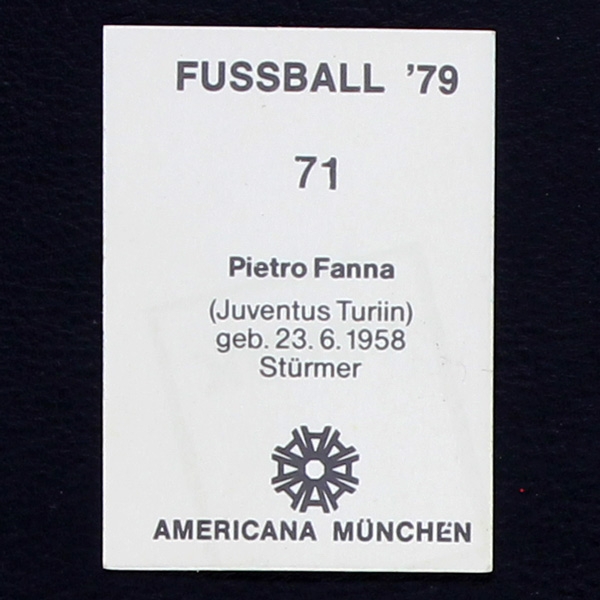 FUSSBALL ’79
71
Pietro Fanna
(Juventus Turiin)
geb. 23. 6. 1958
Stürmer
AMERICANA MÜNCHEN